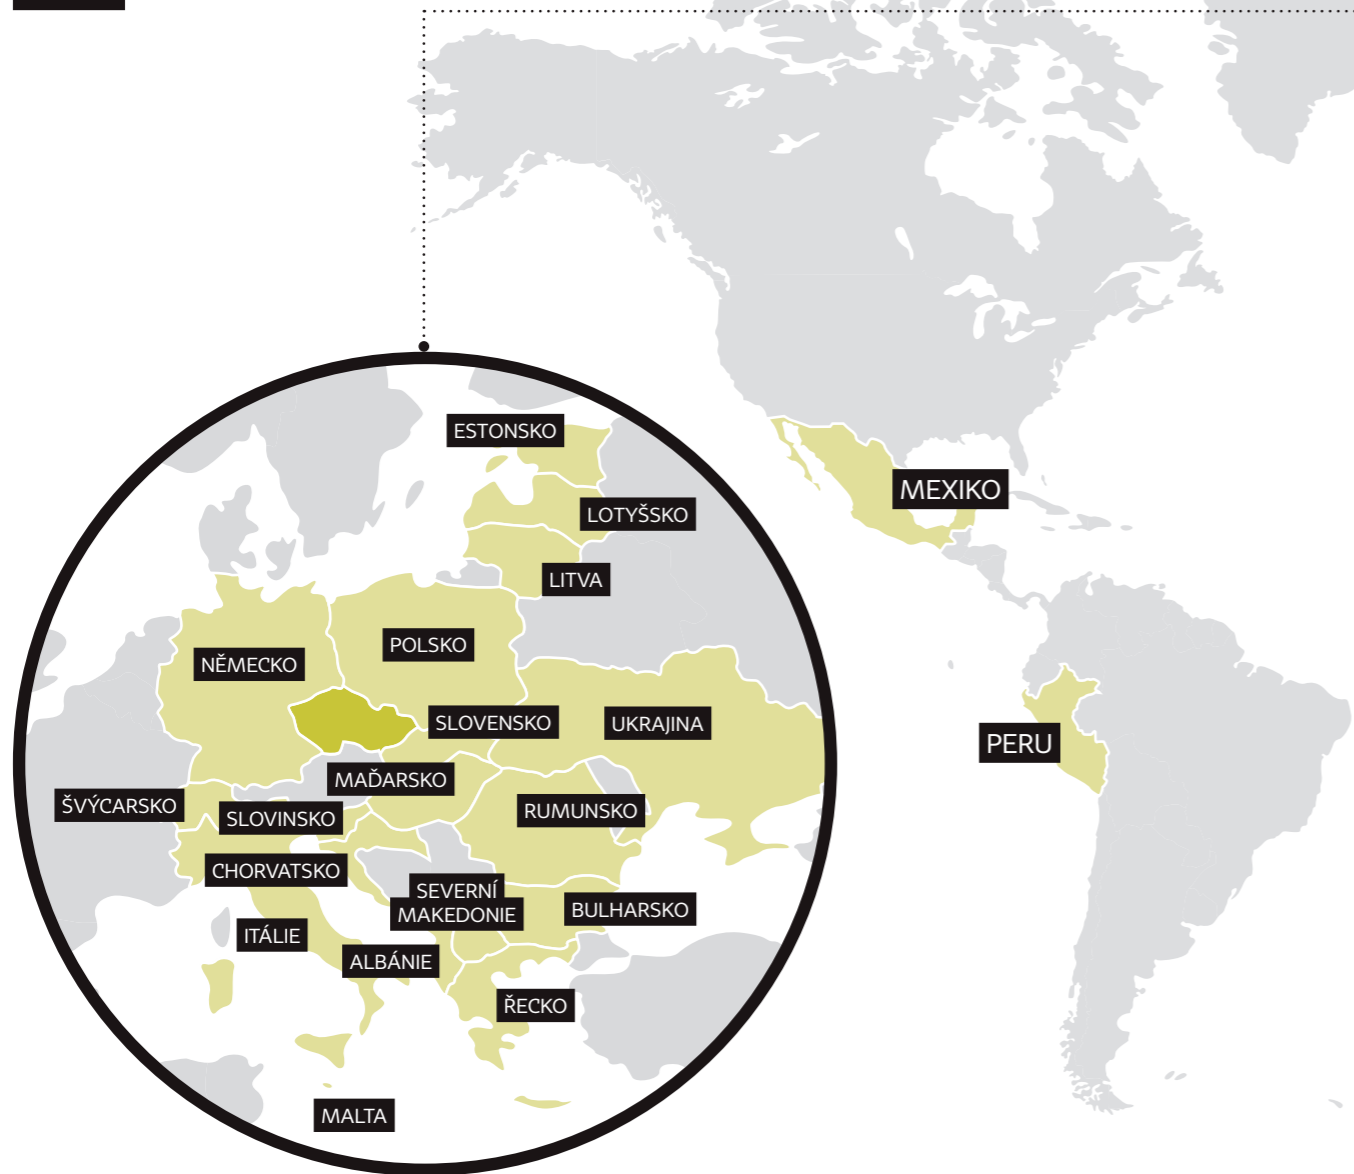 ESTONSKO
MEXIKO
LOTYŠSKO
LITVA
POLSKO
NĚMECKO
SLOVENSKO
UKRAJINA
PERU
MAĎARSKO
ŠVÝCARSKO
RUMUNSKO
SLOVINSKO
CHORVATSKO
SEVERNÍ
MAKEDONIE
BULHARSKO
ITÁLIE
ALBÁNIE
ŘECKO
MALTA